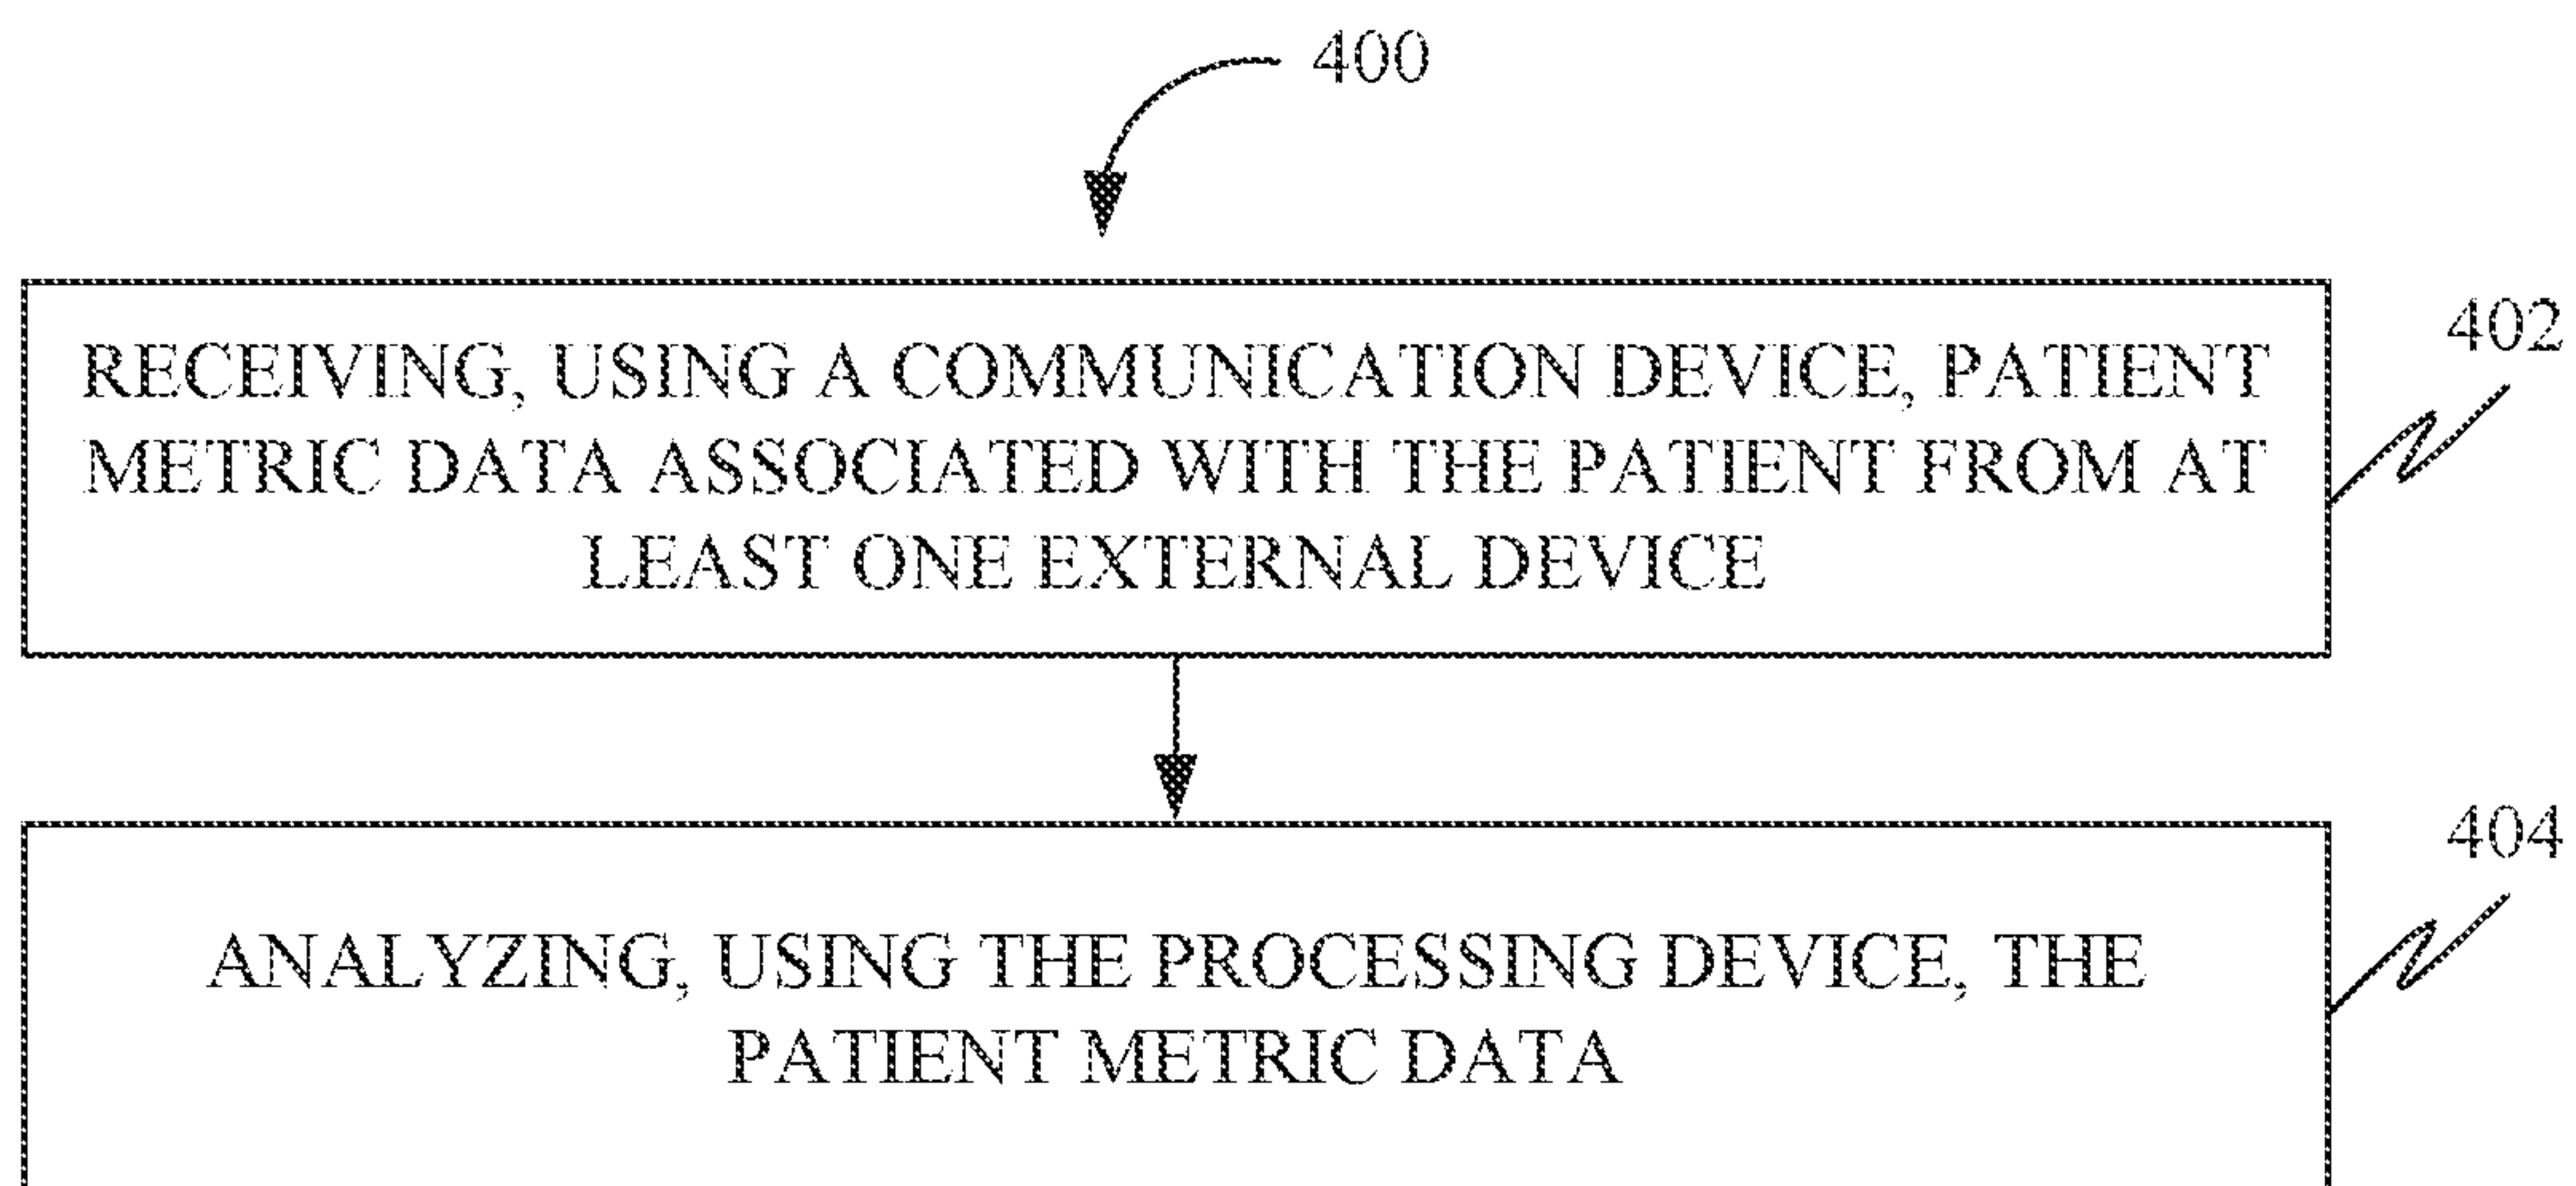 400
402
RECEIVING, USING A COMMUNICATION DEVICE, PATIENT
METRIC DATA ASSOCIATED WITH THE PATIENT FROM AT
LEAST ONE EXTERNAL DEVICE
404
ANALYZING, USING THE PROCESSING DEVICE, THE
PATIENT METRIC DATA